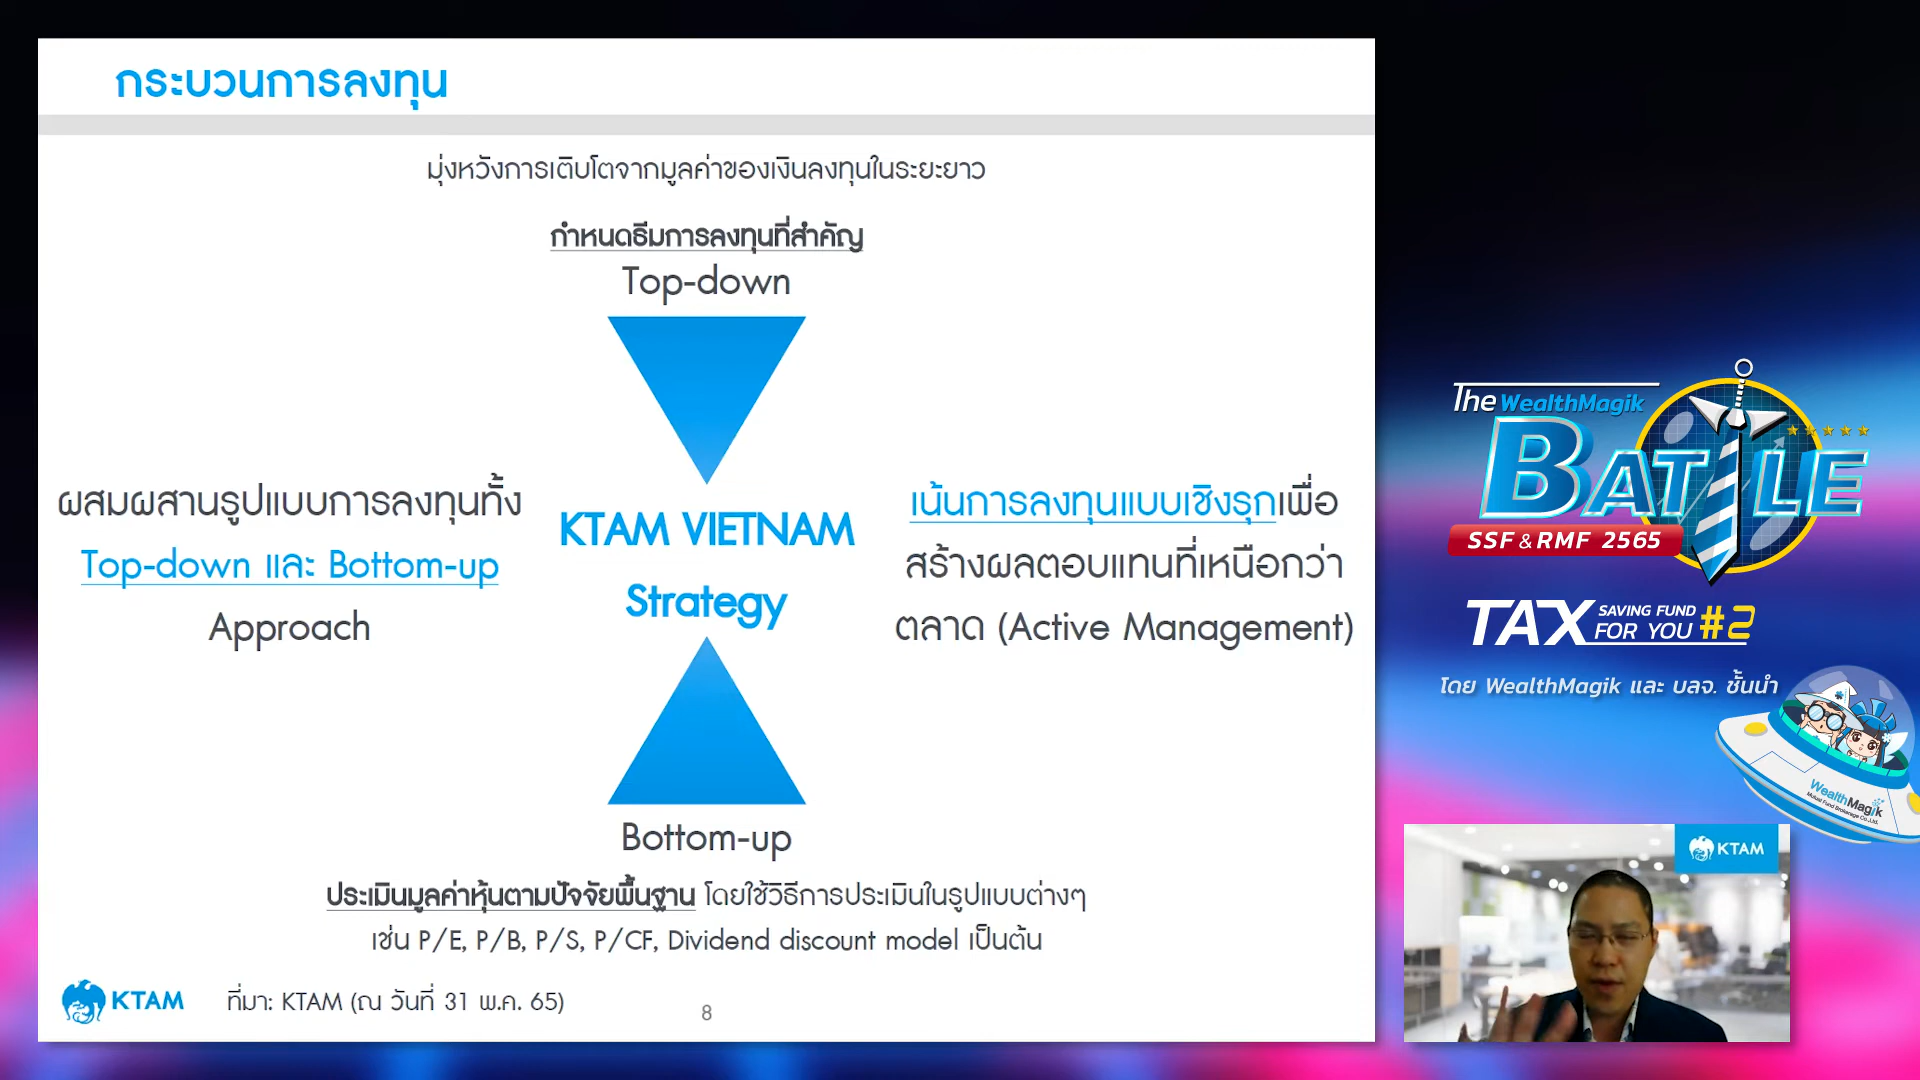 กระบวนการลงทุน
มุ่งหวังการเติบโตจากมูลค่าของเงินลงทุนในระยะยาว
กำหนดธีมการลงทุนที่สำคัญ
Top-down
ผสมผสานรูปแบบการลงทุนทั้ง
Top-down และ Bottom-up
Approach
KTAM VIETNAM
Strategy
เน้นการลงทุนแบบเชิงรุกเพื่อ
สร้างผลตอบแทนที่เหนือกว่า
ตลาด (Active Management)
Bottom-up
ประเมินมูลค่าหุ้นตามปัจจัยพื้นฐาน โดยใช้วิธีการประเมินในรูปแบบต่างๆ
เช่น P/E, P/B, P/S, P/CF, Dividend discount model เป็นต้น
KTAM
ที่มา: KTAM (ณ วันที่ 31 พ.ค. 65)
8
The WealthMagik
BATTLE
SSF & RMF 2565
TAX SAVING FUND FOR YOU #2
โดย WealthMagik และ บลจ. ชั้นนำ
WealthMagik
Mutual Fund Brokerage Co.,Ltd.
KTAM